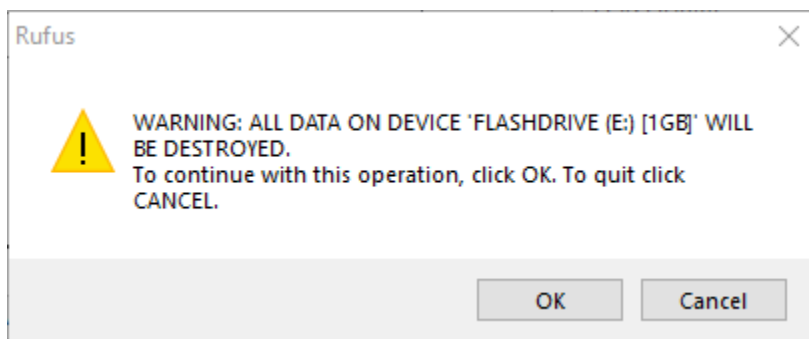 Rufus
WARNING: ALL DATA ON DEVICE 'FLASHDRIVE (E:) [1GB]' WILL
BE DESTROYED.
To continue with this operation, click OK. To quit click
CANCEL.
OK
Cancel